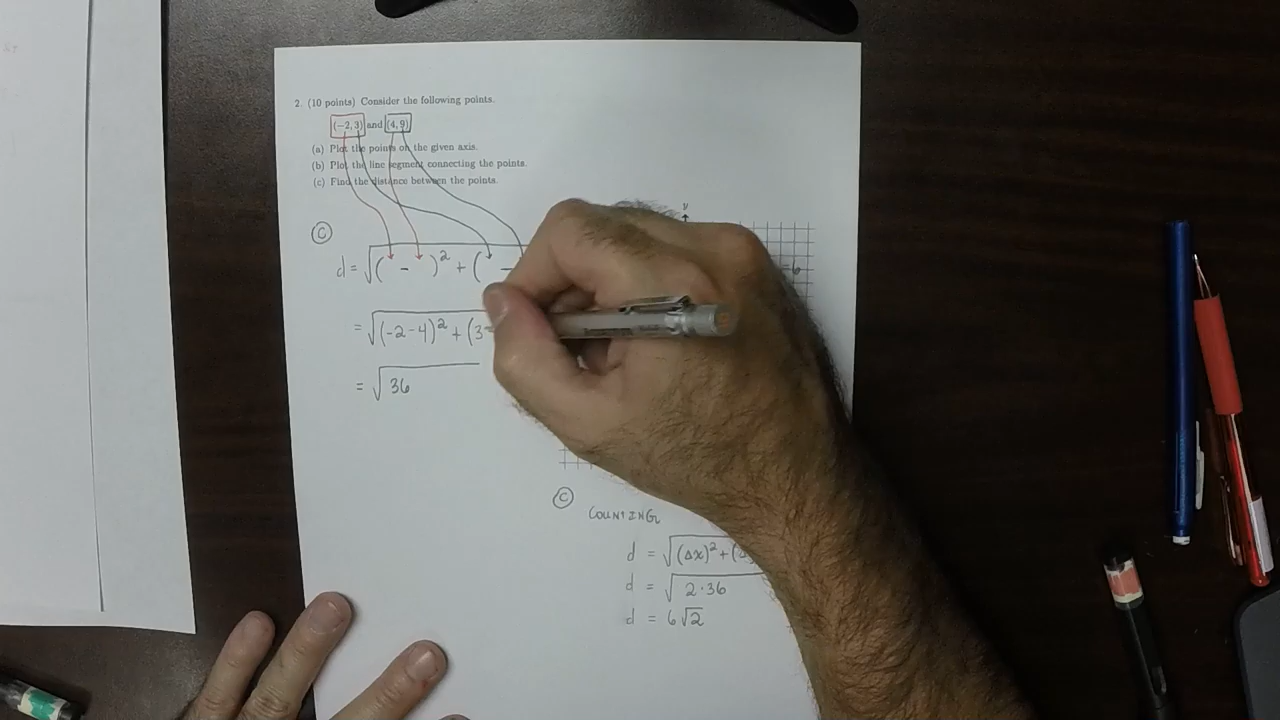 2. (10 points) Consider the following points.
(−2, 3) and (4, 9)
(a) Plot the points on the given axis.
(b) Plot the line segment connecting the points.
(c) Find the distance between the points.
y
C
d = √( - )² + ( -
= √(-2-4)² + (3-
= √36
6
C
COUNTING
d = √(Δx)² + (
d = √2·36
d = 6√2